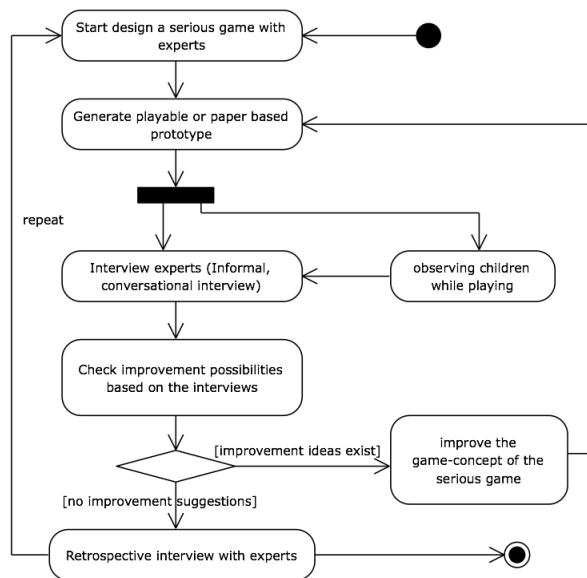 Start design a serious game with
experts
Generate playable or paper based
prototype
repeat
Interview experts (Informal,
conversational interview)
observing children
while playing
Check improvement possibilities
based on the interviews
[improvement ideas exist]
improve the
game-concept of the
serious game
[no improvement suggestions]
Retrospective interview with experts